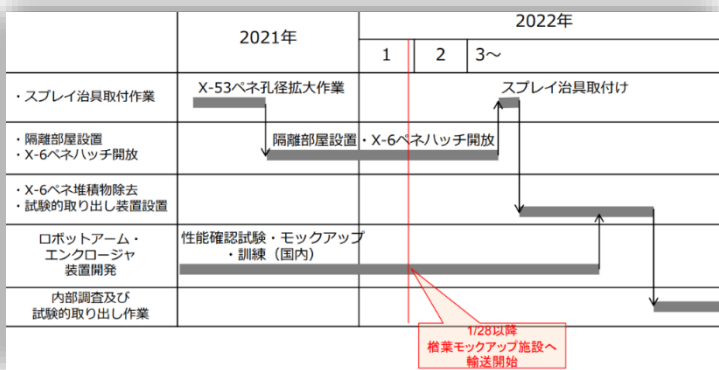 2021年
2022年
1
2
3～
・スプレイ治具取付作業
X-53ペネ孔径拡大作業
スプレイ治具取付け
・隔離部屋設置
・X-6ペネハッチ開放
隔離部屋設置・X-6ペネハッチ開放
・X-6ペネ堆積物除去
・試験的取り出し装置設置
ロボットアーム・
エンクロージャ
装置開発
性能確認試験・モックアップ
・訓練（国内）
内部調査及び
試験的取り出し作業
1/28以降
楢葉モックアップ施設へ
輸送開始